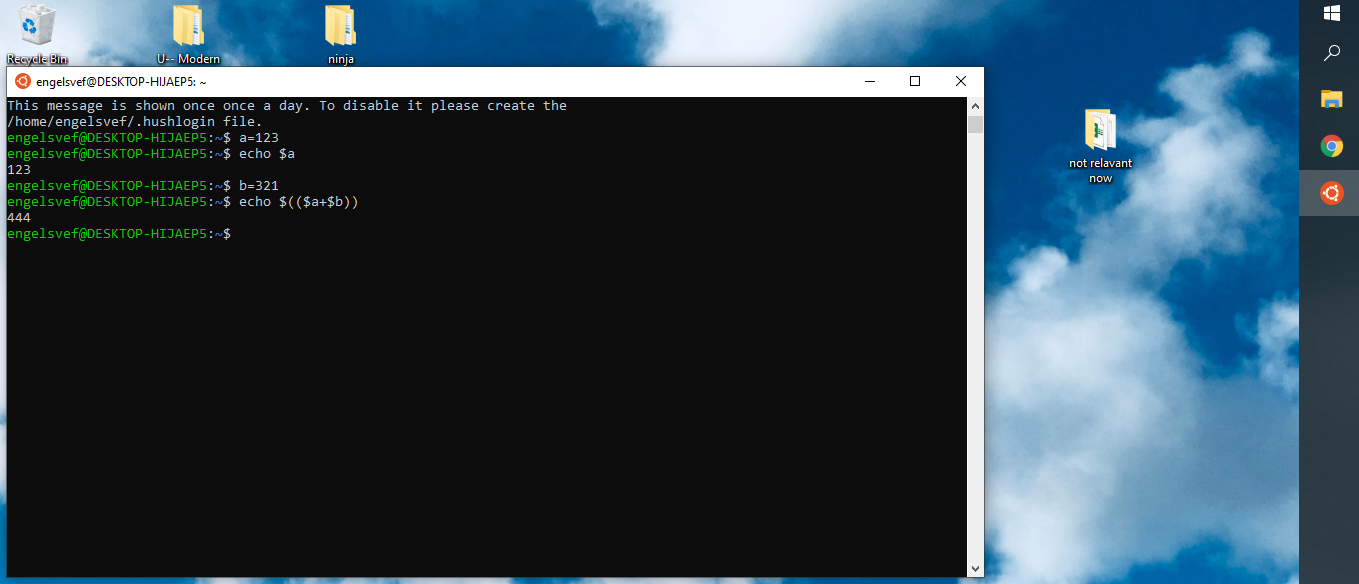 Recycle Bin
U-- Modern
ninja
engelsvef@DESKTOP-HIJAEP5: ~
This message is shown once once a day. To disable it please create the
/home/engelsvef/.hushlogin file.
engelsvef@DESKTOP-HIJAEP5:~$ a=123
engelsvef@DESKTOP-HIJAEP5:~$ echo $a
123
engelsvef@DESKTOP-HIJAEP5:~$ b=321
engelsvef@DESKTOP-HIJAEP5:~$ echo $(($a+$b))
444
engelsvef@DESKTOP-HIJAEP5:~$
not relavant
now